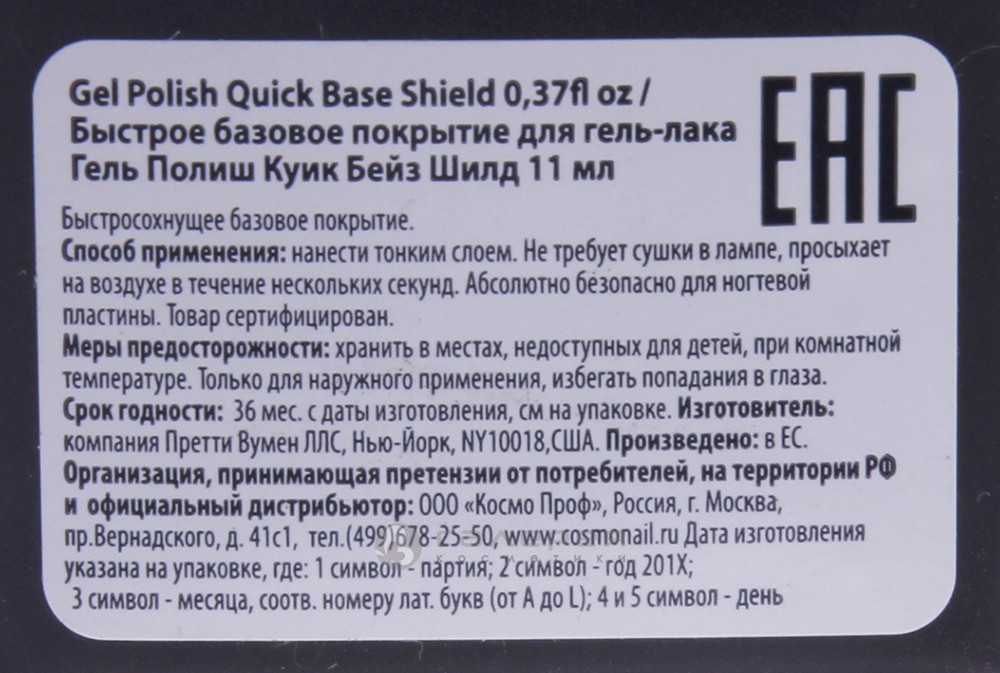 Gel Polish Quick Base Shield 0,37fl oz /
Быстрое базовое покрытие для гель-лака
Гель Полиш Куик Бейз Шилд 11 мл
EAC
Быстросохнущее базовое покрытие.
Способ применения: нанести тонким слоем. Не требует сушки в лампе, просыхает
на воздухе в течение нескольких секунд. Абсолютно безопасно для ногтевой
пластины. Товар сертифицирован.
Меры предосторожности: хранить в местах, недоступных для детей, при комнатной
температуре. Только для наружного применения, избегать попадания в глаза.
Срок годности: 36 мес. с даты изготовления, см на упаковке. Изготовитель:
компания Претти Вумен ЛЛС, Нью-Йорк, NY10018,США. Произведено: в ЕС.
Организация, принимающая претензии от потребителей, на территории РФ
и официальный дистрибьютор: ООО «Космо Проф», Россия, г. Москва,
пр.Вернадского, д. 41с1, тел.(499)678-25-50, www.cosmonail.ru Дата изготовления
указана на упаковке, где: 1 символ - партия; 2 символ - год 201X;
3 символ - месяца, соотв. номеру лат. букв (от A до L); 4 и 5 символ - день
косметики